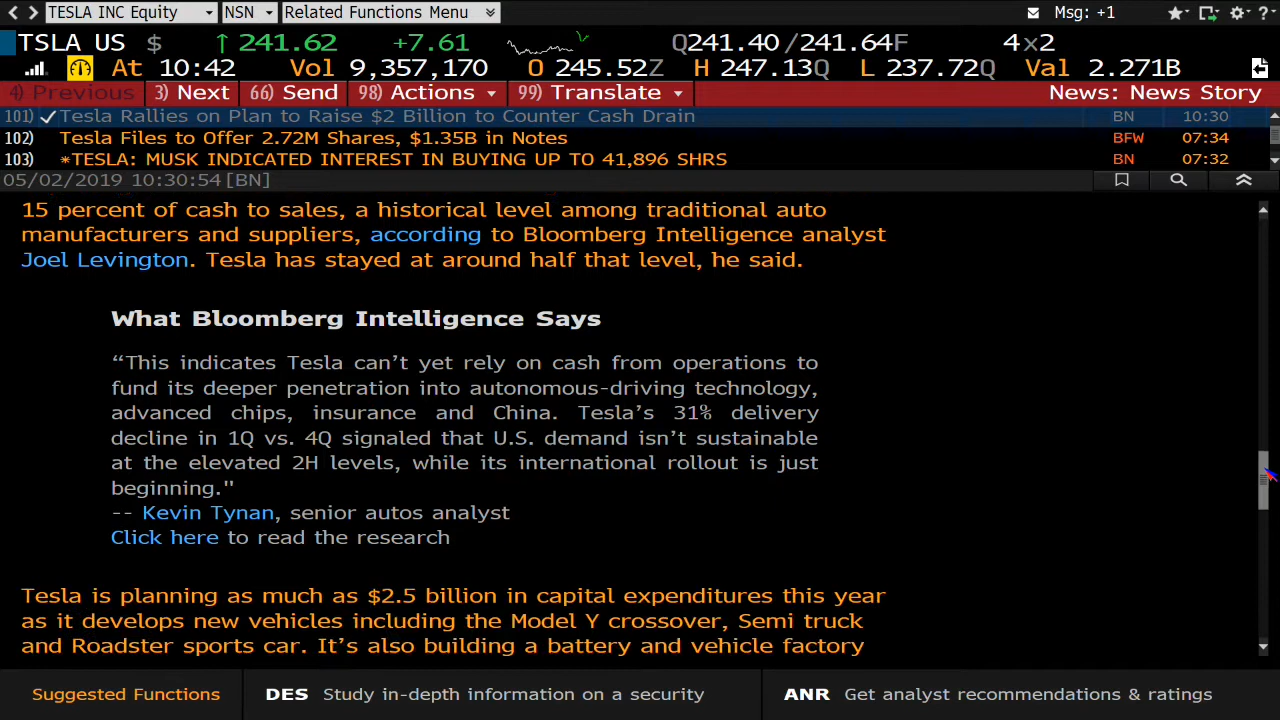 TESLA INC Equity NSN Related Functions Menu Msg: +1 ?
TSLA US $ ↑ 241.62 +7.61 Q241.40 /241.64F 4x2
At 10:42 Vol 9,357,170 O 245.52Z H 247.13Q L 237.72Q Val 2.271B
4) Previous 3) Next 66) Send 98) Actions 99) Translate News: News Story
101) Tesla Rallies on Plan to Raise $2 Billion to Counter Cash Drain BN 10:30
102) Tesla Files to Offer 2.72M Shares, $1.35B in Notes BFW 07:34
103) *TESLA: MUSK INDICATED INTEREST IN BUYING UP TO 41,896 SHRS BN 07:32
05/02/2019 10:30:54 [BN]
15 percent of cash to sales, a historical level among traditional auto
manufacturers and suppliers, according to Bloomberg Intelligence analyst
Joel Levington. Tesla has stayed at around half that level, he said.
What Bloomberg Intelligence Says
“This indicates Tesla can’t yet rely on cash from operations to
fund its deeper penetration into autonomous-driving technology,
advanced chips, insurance and China. Tesla’s 31% delivery
decline in 1Q vs. 4Q signaled that U.S. demand isn’t sustainable
at the elevated 2H levels, while its international rollout is just
beginning."
-- Kevin Tynan, senior autos analyst
Click here to read the research
Tesla is planning as much as $2.5 billion in capital expenditures this year
as it develops new vehicles including the Model Y crossover, Semi truck
and Roadster sports car. It’s also building a battery and vehicle factory
Suggested Functions DES Study in-depth information on a security ANR Get analyst recommendations & ratings